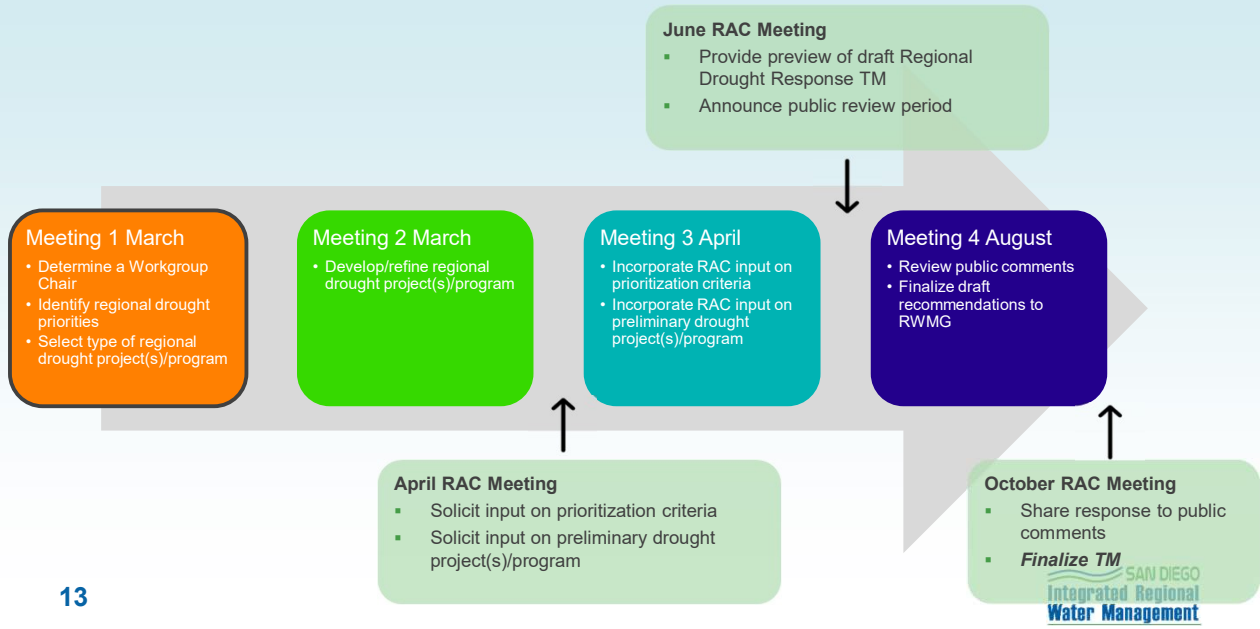 June RAC Meeting
▪ Provide preview of draft Regional
Drought Response TM
▪ Announce public review period
Meeting 1 March
• Determine a Workgroup
Chair
• Identify regional drought
priorities
• Select type of regional
drought project(s)/program
Meeting 2 March
• Develop/refine regional
drought project(s)/program
Meeting 3 April
• Incorporate RAC input on
prioritization criteria
• Incorporate RAC input on
preliminary drought
project(s)/program
Meeting 4 August
• Review public comments
• Finalize draft
recommendations to
RWMG
April RAC Meeting
▪ Solicit input on prioritization criteria
▪ Solicit input on preliminary drought
project(s)/program
October RAC Meeting
▪ Share response to public
comments
▪ Finalize TM
13
SAN DIEGO
Integrated Regional
Water Management